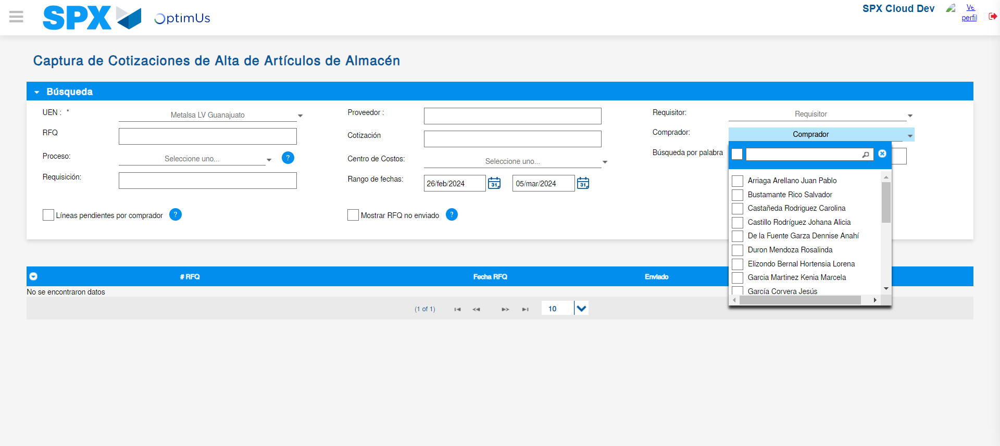 SPX OptimUs
SPX Cloud Dev
Ve
perfil
Captura de Cotizaciones de Alta de Artículos de Almacén
Búsqueda
UEN : *
Metalsa LV Guanajuato
RFQ
Proceso:
Seleccione uno...
?
Requisición:
Líneas pendientes por comprador
?
Proveedor :
Cotización
Centro de Costos:
Seleccione uno...
Rango de fechas:
26/feb/2024
31
05/mar/2024
31
Mostrar RFQ no enviado
?
Requisitor:
Requisitor
Comprador:
Comprador
Búsqueda por palabra
Arriaga Arellano Juan Pablo
Bustamante Rico Salvador
Castañeda Rodriguez Carolina
Castillo Rodríguez Johana Alicia
De la Fuente Garza Dennise Anahí
Duron Mendoza Rosalinda
Elizondo Bernal Hortensia Lorena
Garcia Martinez Kenia Marcela
García Corvera Jesús
# RFQ
Fecha RFQ
Enviado
No se encontraron datos
(1 of 1)
10